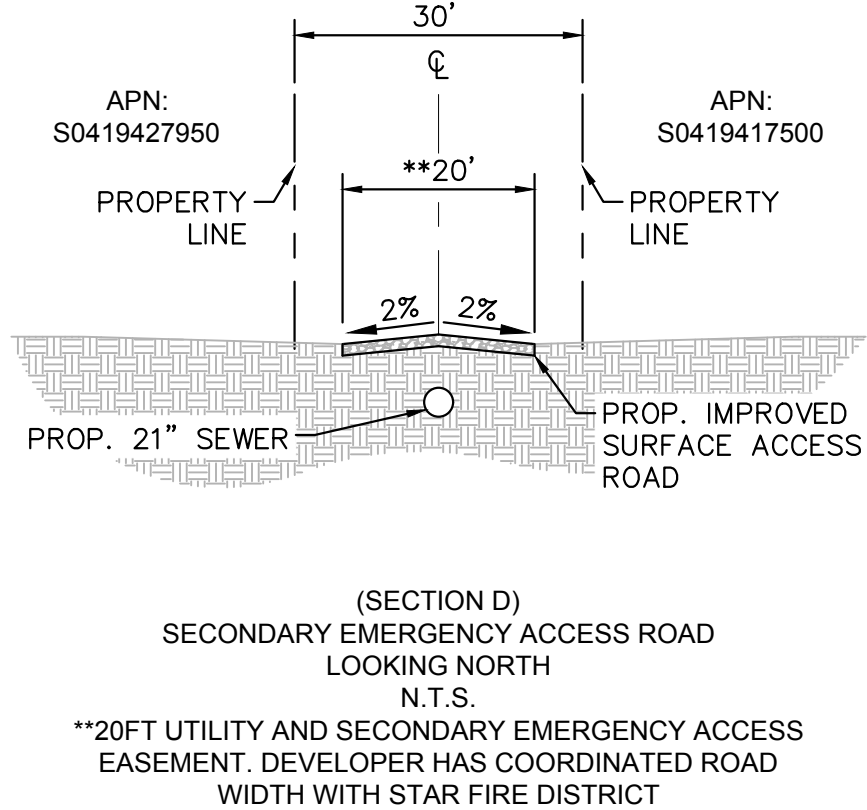 30'
℄
APN:
S0419427950
APN:
S0419417500
**20'
PROPERTY
LINE
PROPERTY
LINE
2%
2%
PROP. 21" SEWER
PROP. IMPROVED
SURFACE ACCESS
ROAD
(SECTION D)
SECONDARY EMERGENCY ACCESS ROAD
LOOKING NORTH
N.T.S.
**20FT UTILITY AND SECONDARY EMERGENCY ACCESS
EASEMENT. DEVELOPER HAS COORDINATED ROAD
WIDTH WITH STAR FIRE DISTRICT